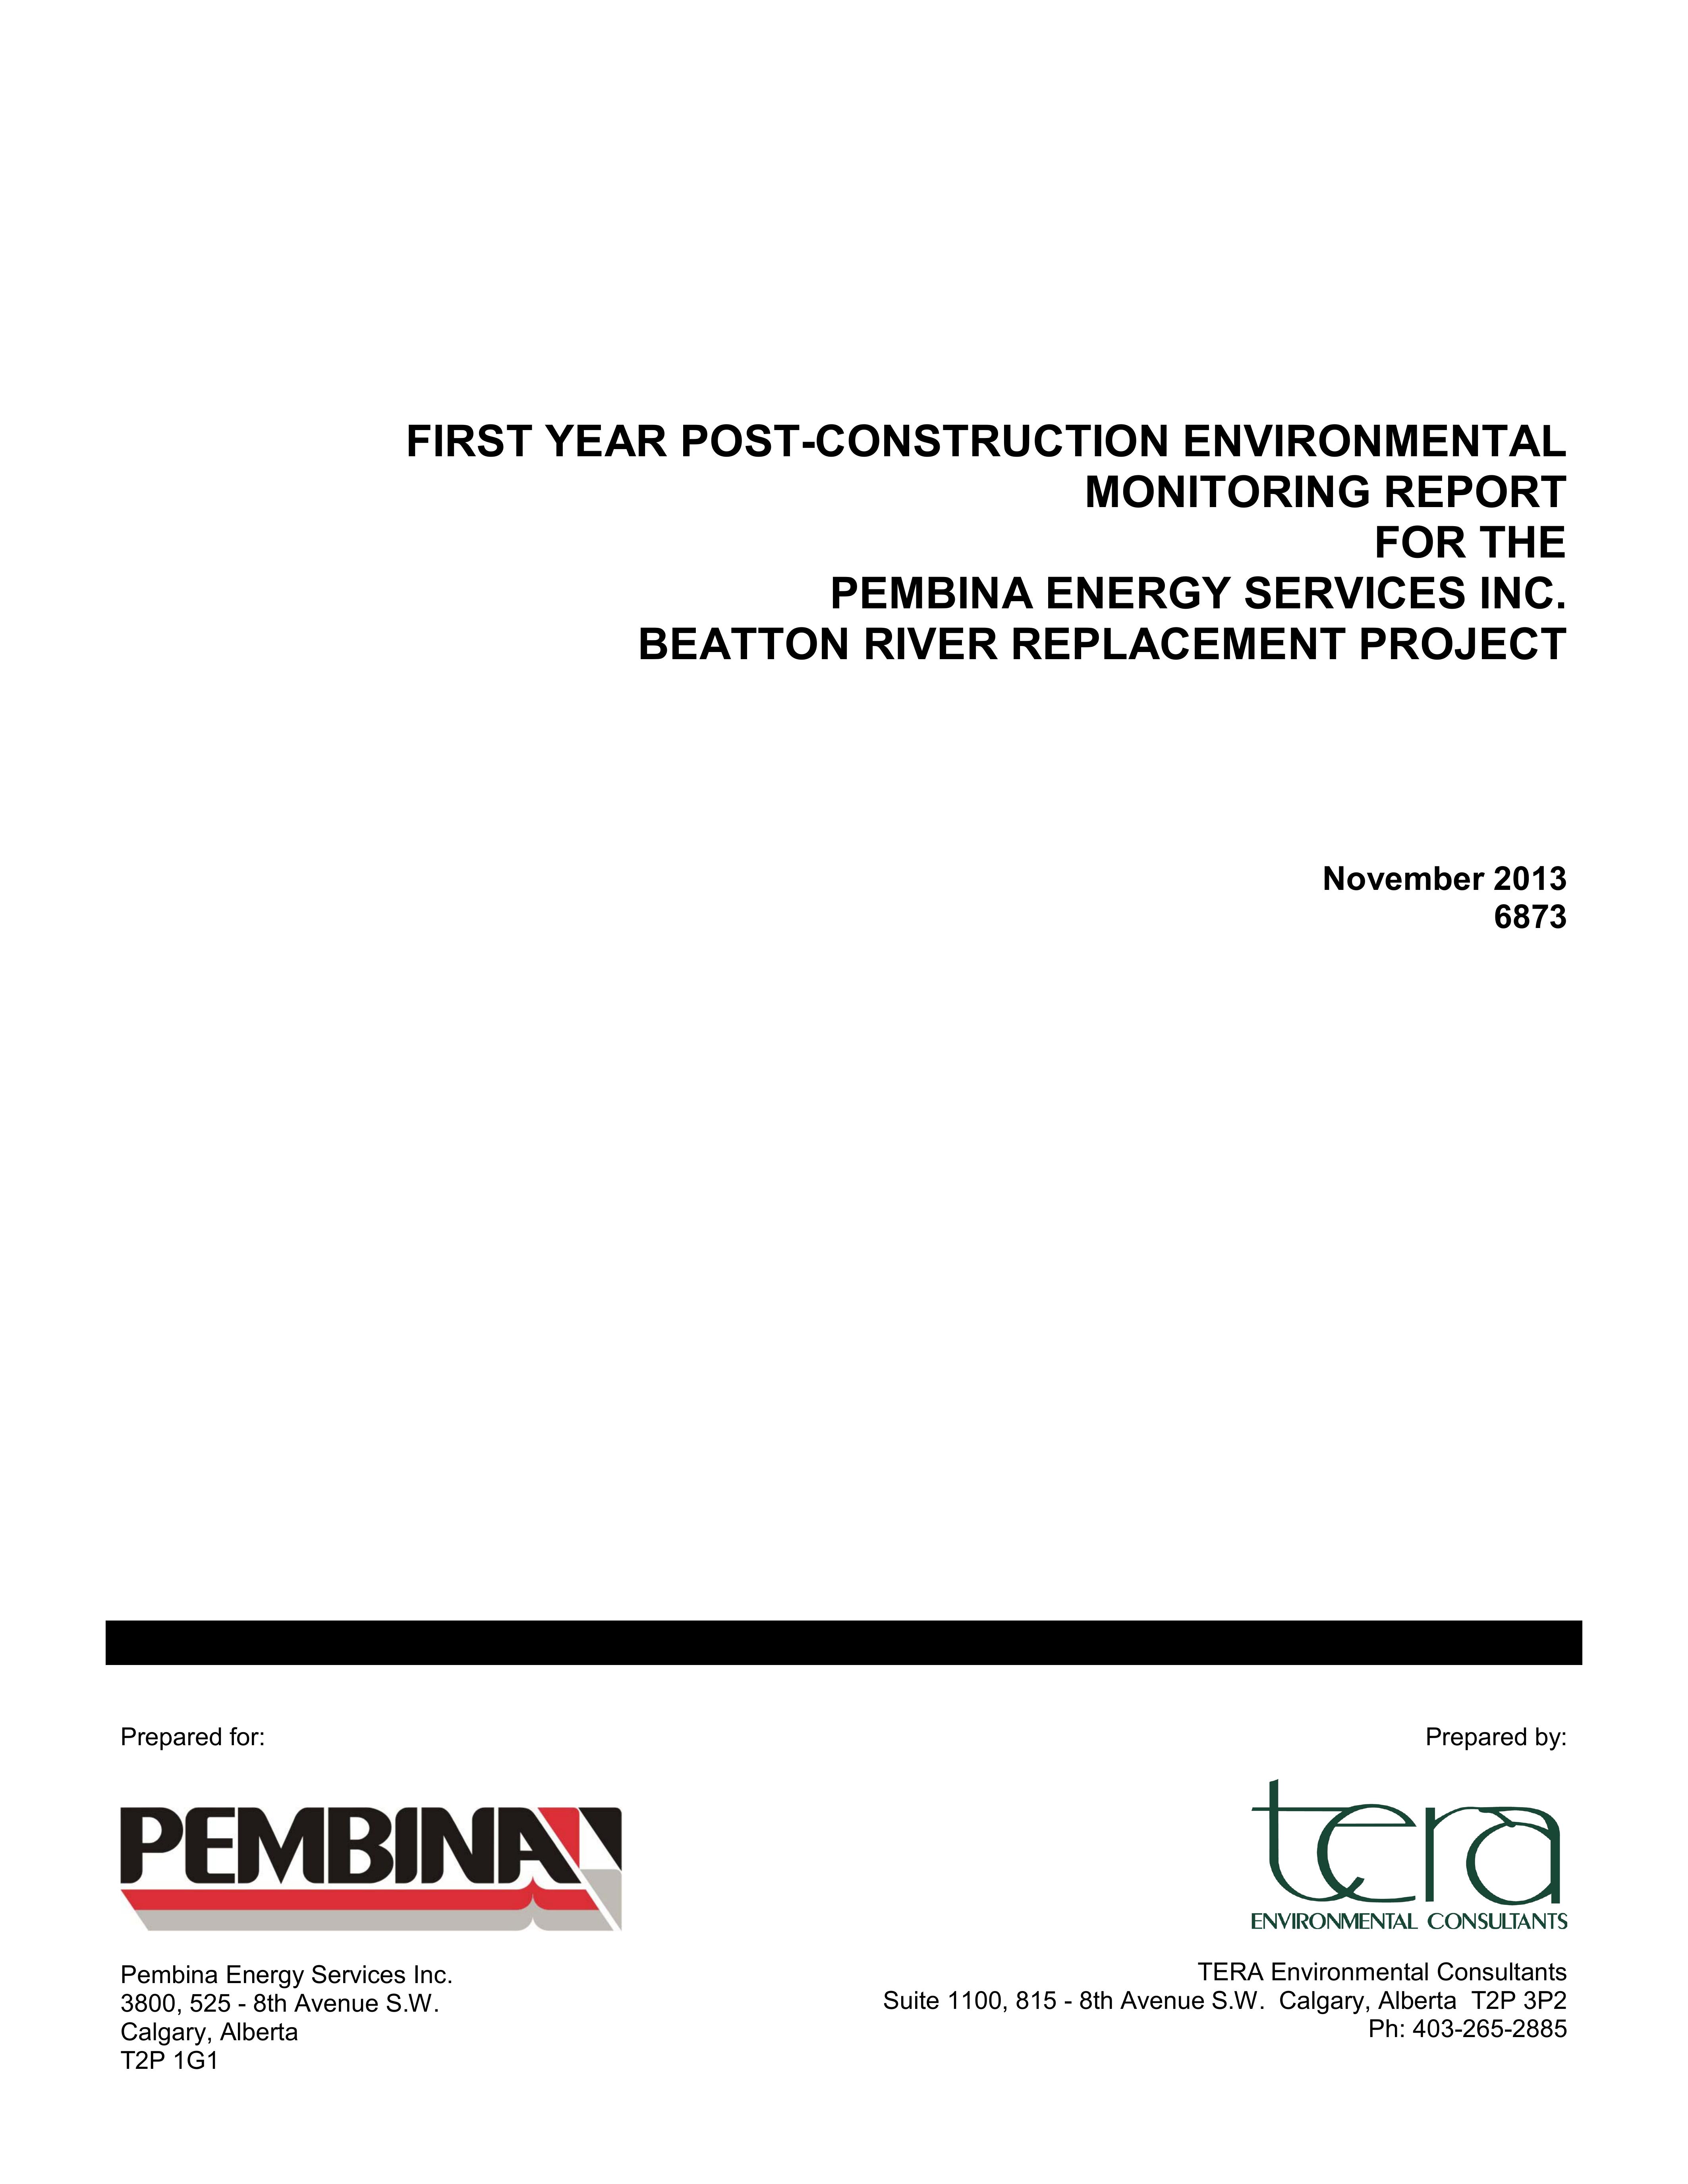 FIRST YEAR POST-CONSTRUCTION ENVIRONMENTAL
MONITORING REPORT
FOR THE
PEMBINA ENERGY SERVICES INC.
BEATTON RIVER REPLACEMENT PROJECT
November 2013
6873
Prepared for:
PEMBINA
Pembina Energy Services Inc.
3800, 525 - 8th Avenue S.W.
Calgary, Alberta
T2P 1G1
Prepared by:
tera
ENVIRONMENTAL CONSULTANTS
TERA Environmental Consultants
Suite 1100, 815 - 8th Avenue S.W.  Calgary, Alberta  T2P 3P2
Ph: 403-265-2885